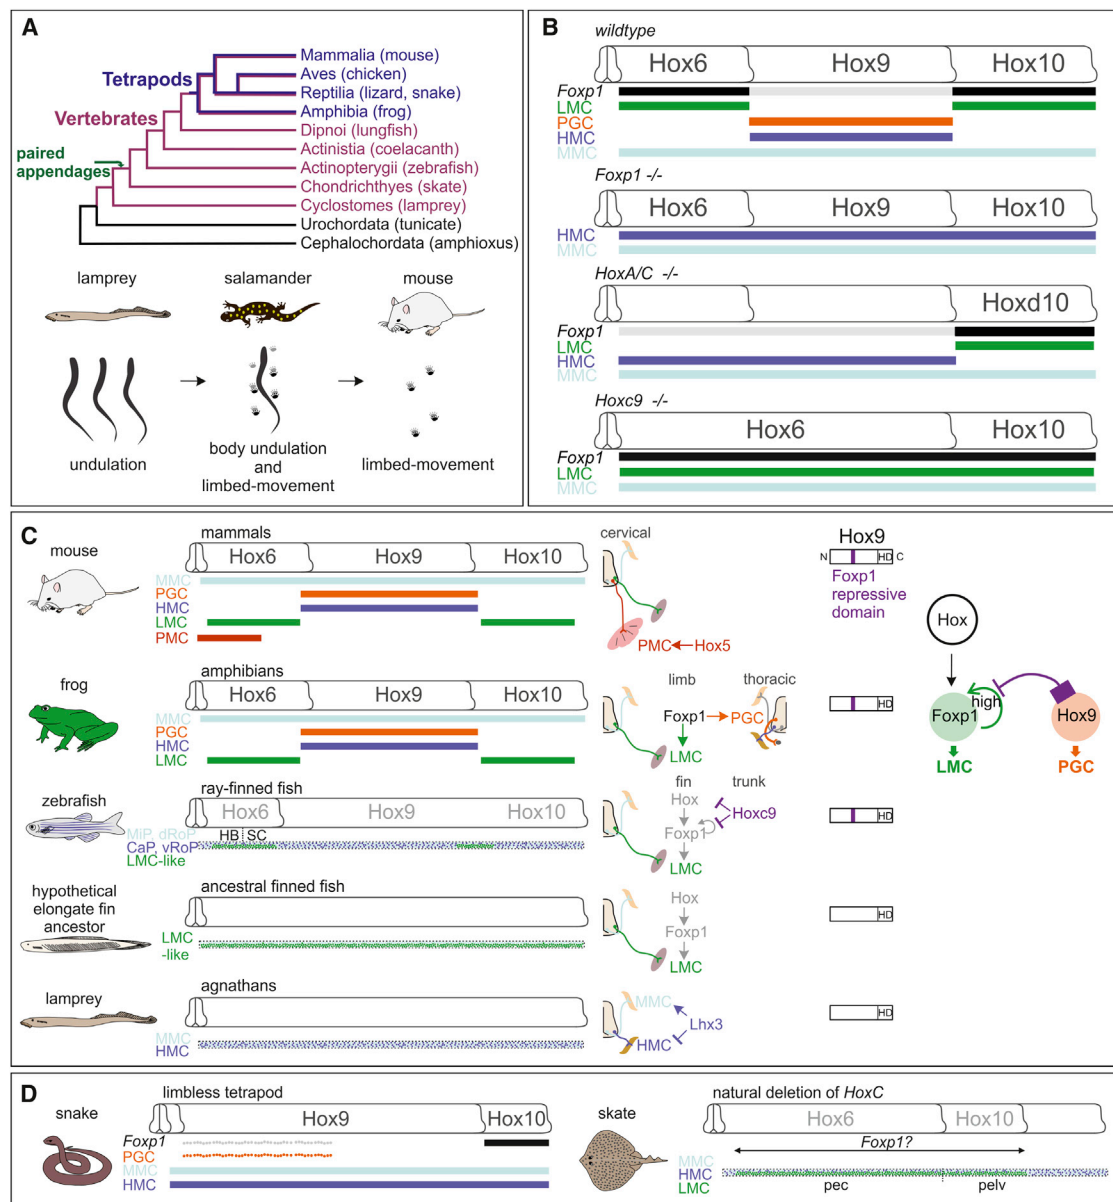 A
Mammalia (mouse)
Tetrapods
Aves (chicken)
Reptilia (lizard, snake)
Amphibia (frog)
Vertebrates
Dipnoi (lungfish)
paired
appendages
Actinistia (coelacanth)
Actinopterygii (zebrafish)
Chondrichthyes (skate)
Cyclostomes (lamprey)
Urochordata (tunicate)
Cephalochordata (amphioxus)
lamprey
salamander
mouse
undulation
body undulation
and
limbed-movement
limbed-movement
B
wildtype
Hox6 Hox9 Hox10
Foxp1
LMC
PGC
HMC
MMC
Foxp1 -/-
Hox6 Hox9 Hox10
HMC
MMC
HoxA/C -/-
Hoxd10
Foxp1
LMC
HMC
MMC
Hoxc9 -/-
Hox6 Hox10
Foxp1
LMC
MMC
C
mouse
mammals
Hox6 Hox9 Hox10
MMC
PGC
HMC
LMC
PMC
cervical
PMC Hox5
Hox9
N HD C
Foxp1
repressive
domain
Hox
high
Foxp1
Hox9
LMC
PGC
frog
amphibians
Hox6 Hox9 Hox10
MMC
PGC
HMC
LMC
limb thoracic
Foxp1 PGC
LMC
HD
zebrafish
ray-finned fish
Hox6 Hox9 Hox10
MiP, dRoP
HB SC
CaP, vRoP
LMC-like
fin trunk
Hox
Hoxc9
Foxp1
LMC
HD
hypothetical
elongate fin
ancestor
ancestral finned fish
LMC
-like
Hox
Foxp1
LMC
HD
lamprey
agnathans
MMC
HMC
MMC
Lhx3
HMC
HD
D
snake
limbless tetrapod
Hox9 Hox10
Foxp1
PGC
MMC
HMC
skate
natural deletion of HoxC
Hox6 Hox10
Foxp1?
MMC
HMC
LMC
pec pelv